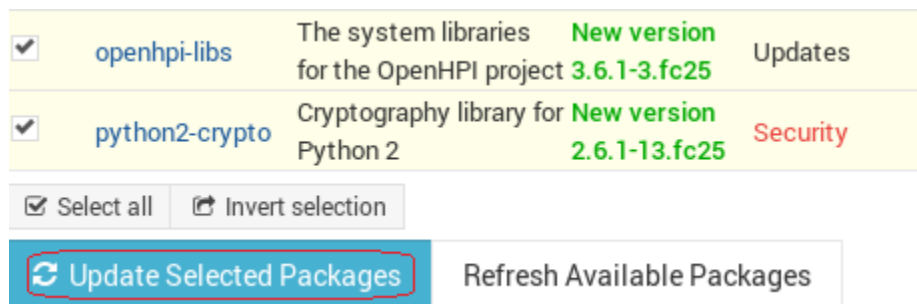 openhpi-libs The system libraries for the OpenHPI project New version 3.6.1-3.fc25 Updates
python2-crypto Cryptography library for Python 2 New version 2.6.1-13.fc25 Security
Select all Invert selection
Update Selected Packages Refresh Available Packages